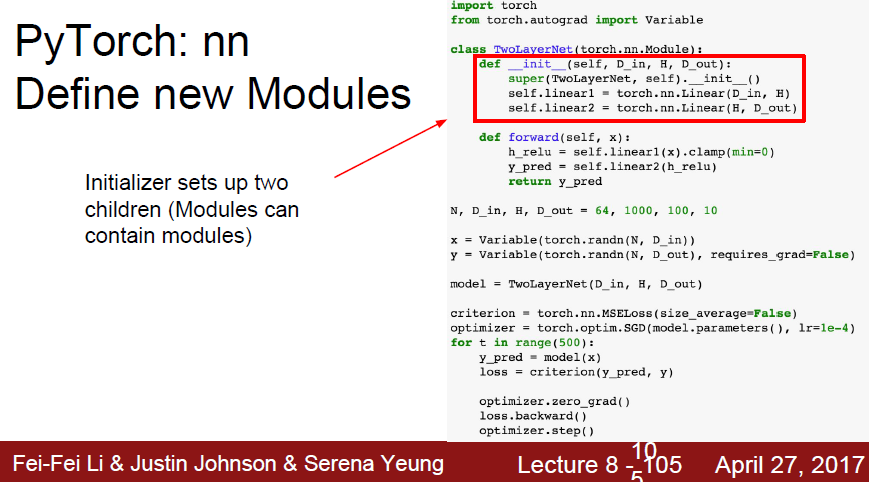 PyTorch: nn
Define new Modules
Initializer sets up two
children (Modules can
contain modules)
import torch
from torch.autograd import Variable
class TwoLayerNet(torch.nn.Module):
    def __init__(self, D_in, H, D_out):
        super(TwoLayerNet, self).__init__()
        self.linear1 = torch.nn.Linear(D_in, H)
        self.linear2 = torch.nn.Linear(H, D_out)
    def forward(self, x):
        h_relu = self.linear1(x).clamp(min=0)
        y_pred = self.linear2(h_relu)
        return y_pred
N, D_in, H, D_out = 64, 1000, 100, 10
x = Variable(torch.randn(N, D_in))
y = Variable(torch.randn(N, D_out), requires_grad=False)
model = TwoLayerNet(D_in, H, D_out)
criterion = torch.nn.MSELoss(size_average=False)
optimizer = torch.optim.SGD(model.parameters(), lr=1e-4)
for t in range(500):
    y_pred = model(x)
    loss = criterion(y_pred, y)
    optimizer.zero_grad()
    loss.backward()
    optimizer.step()
Fei-Fei Li & Justin Johnson & Serena Yeung
Lecture 8 - 105
10
5
April 27, 2017